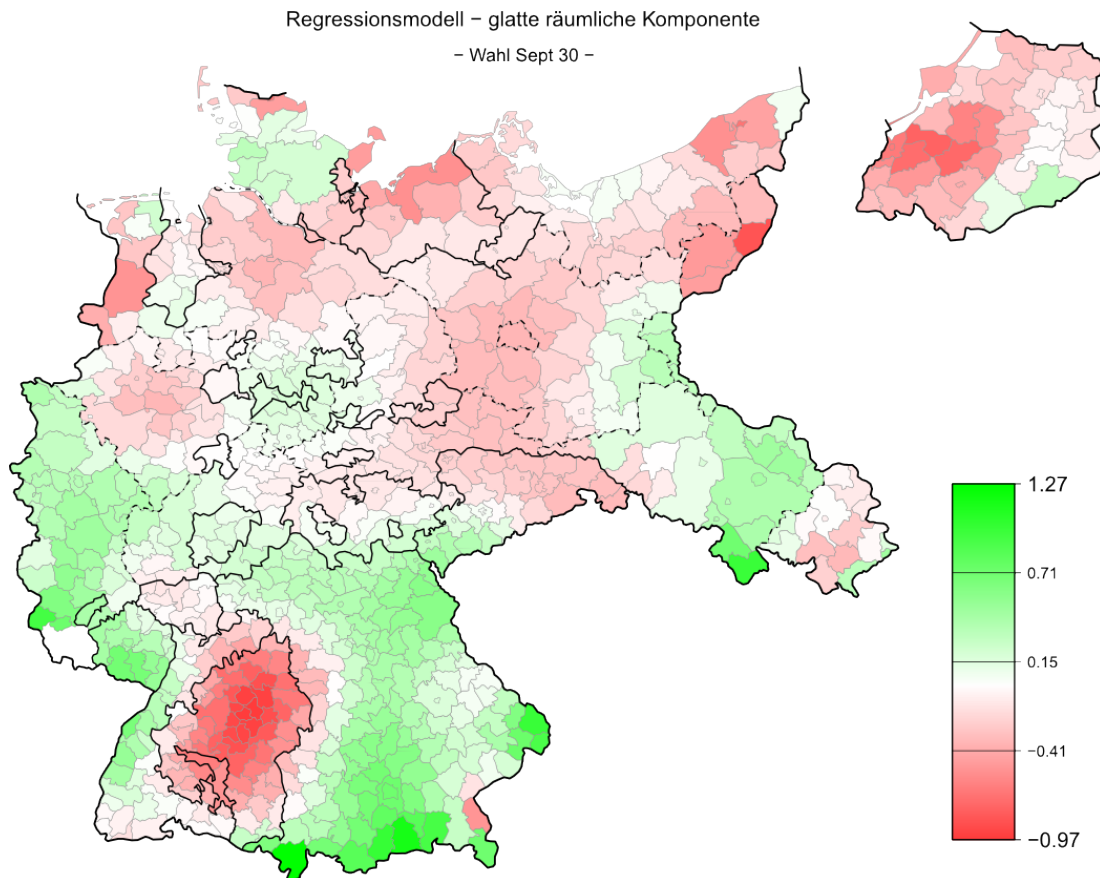 Regressionsmodell − glatte räumliche Komponente
− Wahl Sept 30 −
1.27
0.71
0.15
−0.41
−0.97